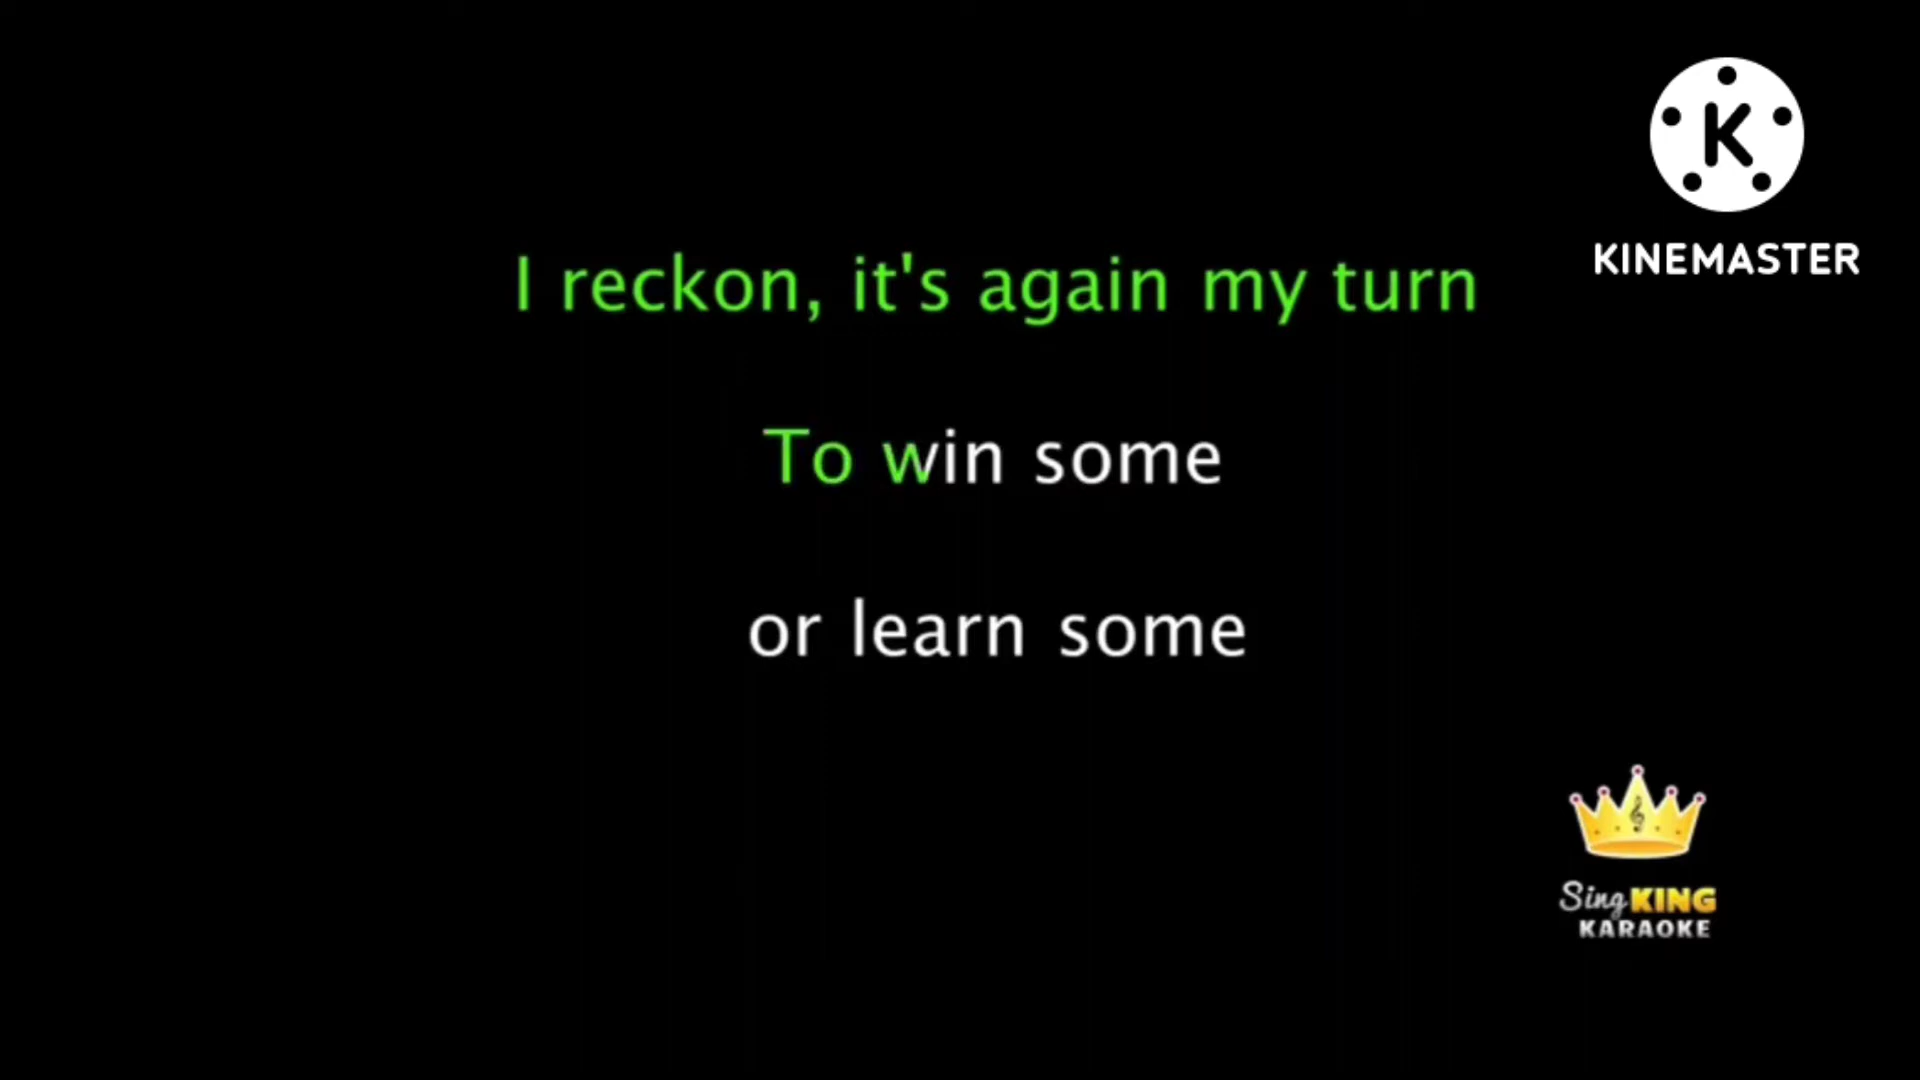 K
KINEMASTER
I reckon, it's again my turn
To win some
or learn some
Sing KING
KARAOKE